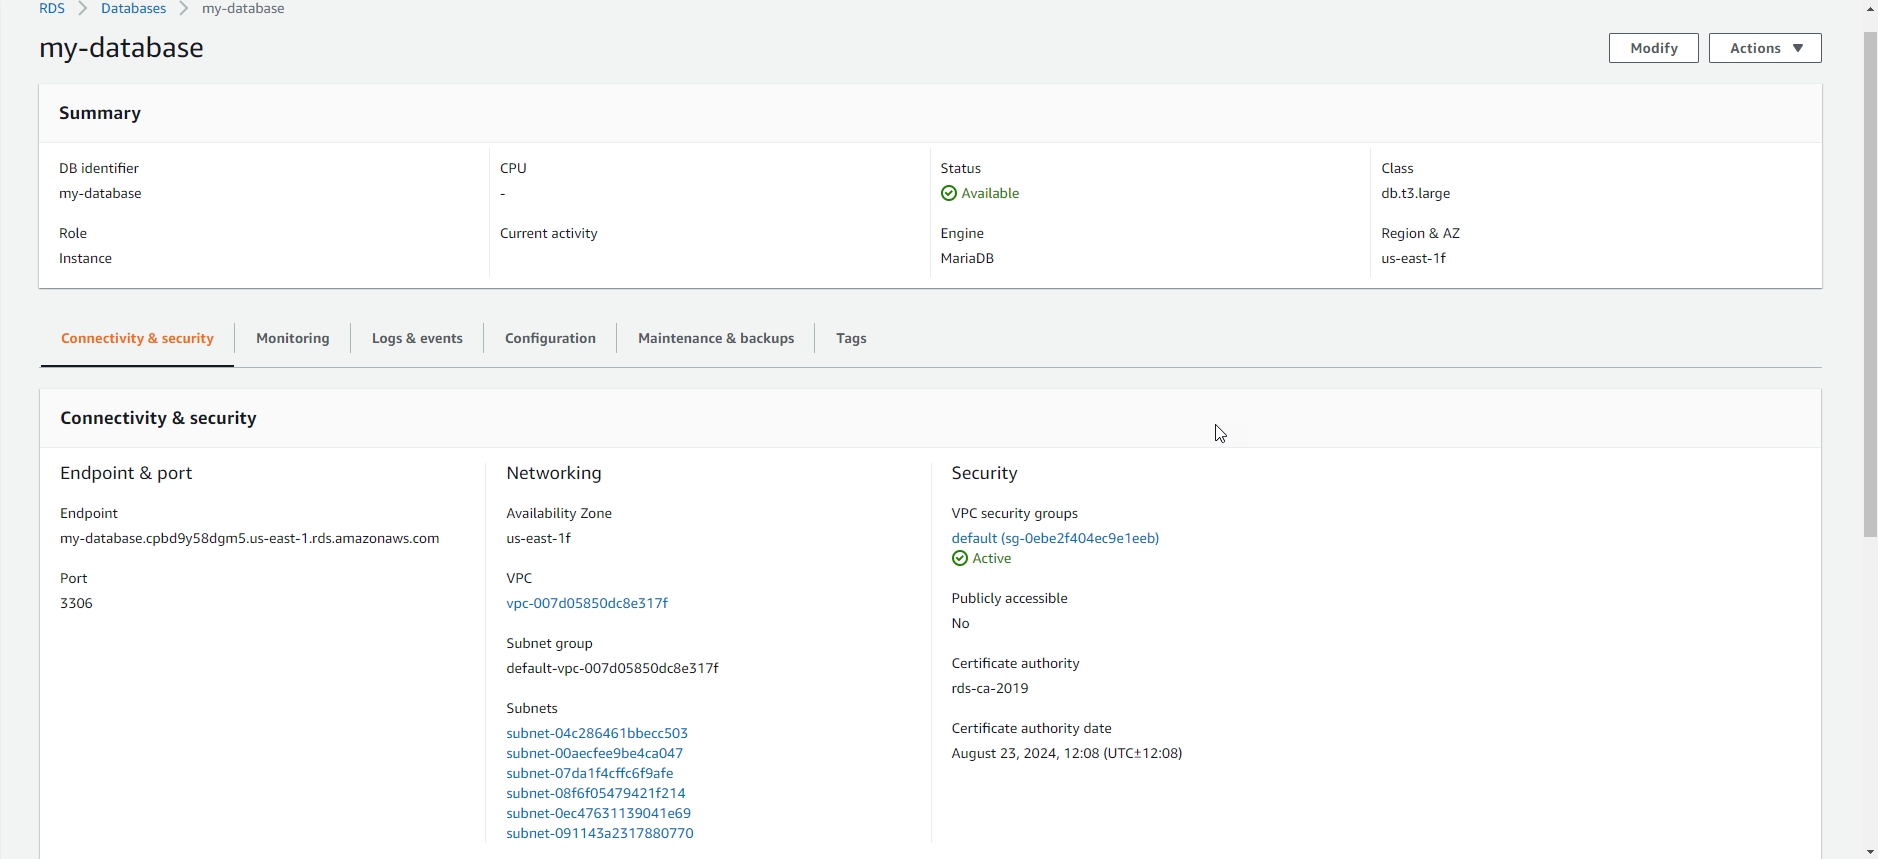 RDS > Databases > my-database
my-database
Modify
Actions
Summary
DB identifier
my-database
CPU
-
Status
Available
Class
db.t3.large
Role
Instance
Current activity
Engine
MariaDB
Region & AZ
us-east-1f
Connectivity & security
Monitoring
Logs & events
Configuration
Maintenance & backups
Tags
Connectivity & security
Endpoint & port
Endpoint
my-database.cpbd9y58dgm5.us-east-1.rds.amazonaws.com
Port
3306
Networking
Availability Zone
us-east-1f
VPC
vpc-007d05850dc8e317f
Subnet group
default-vpc-007d05850dc8e317f
Subnets
subnet-04c286461bbecc503
subnet-00aecfee9be4ca047
subnet-07da1f4cffc6f9afe
subnet-08f6f05479421f214
subnet-0ec47631139041e69
subnet-091143a2317880770
Security
VPC security groups
default (sg-0ebe2f404ec9e1eeb)
Active
Publicly accessible
No
Certificate authority
rds-ca-2019
Certificate authority date
August 23, 2024, 12:08 (UTC±12:08)